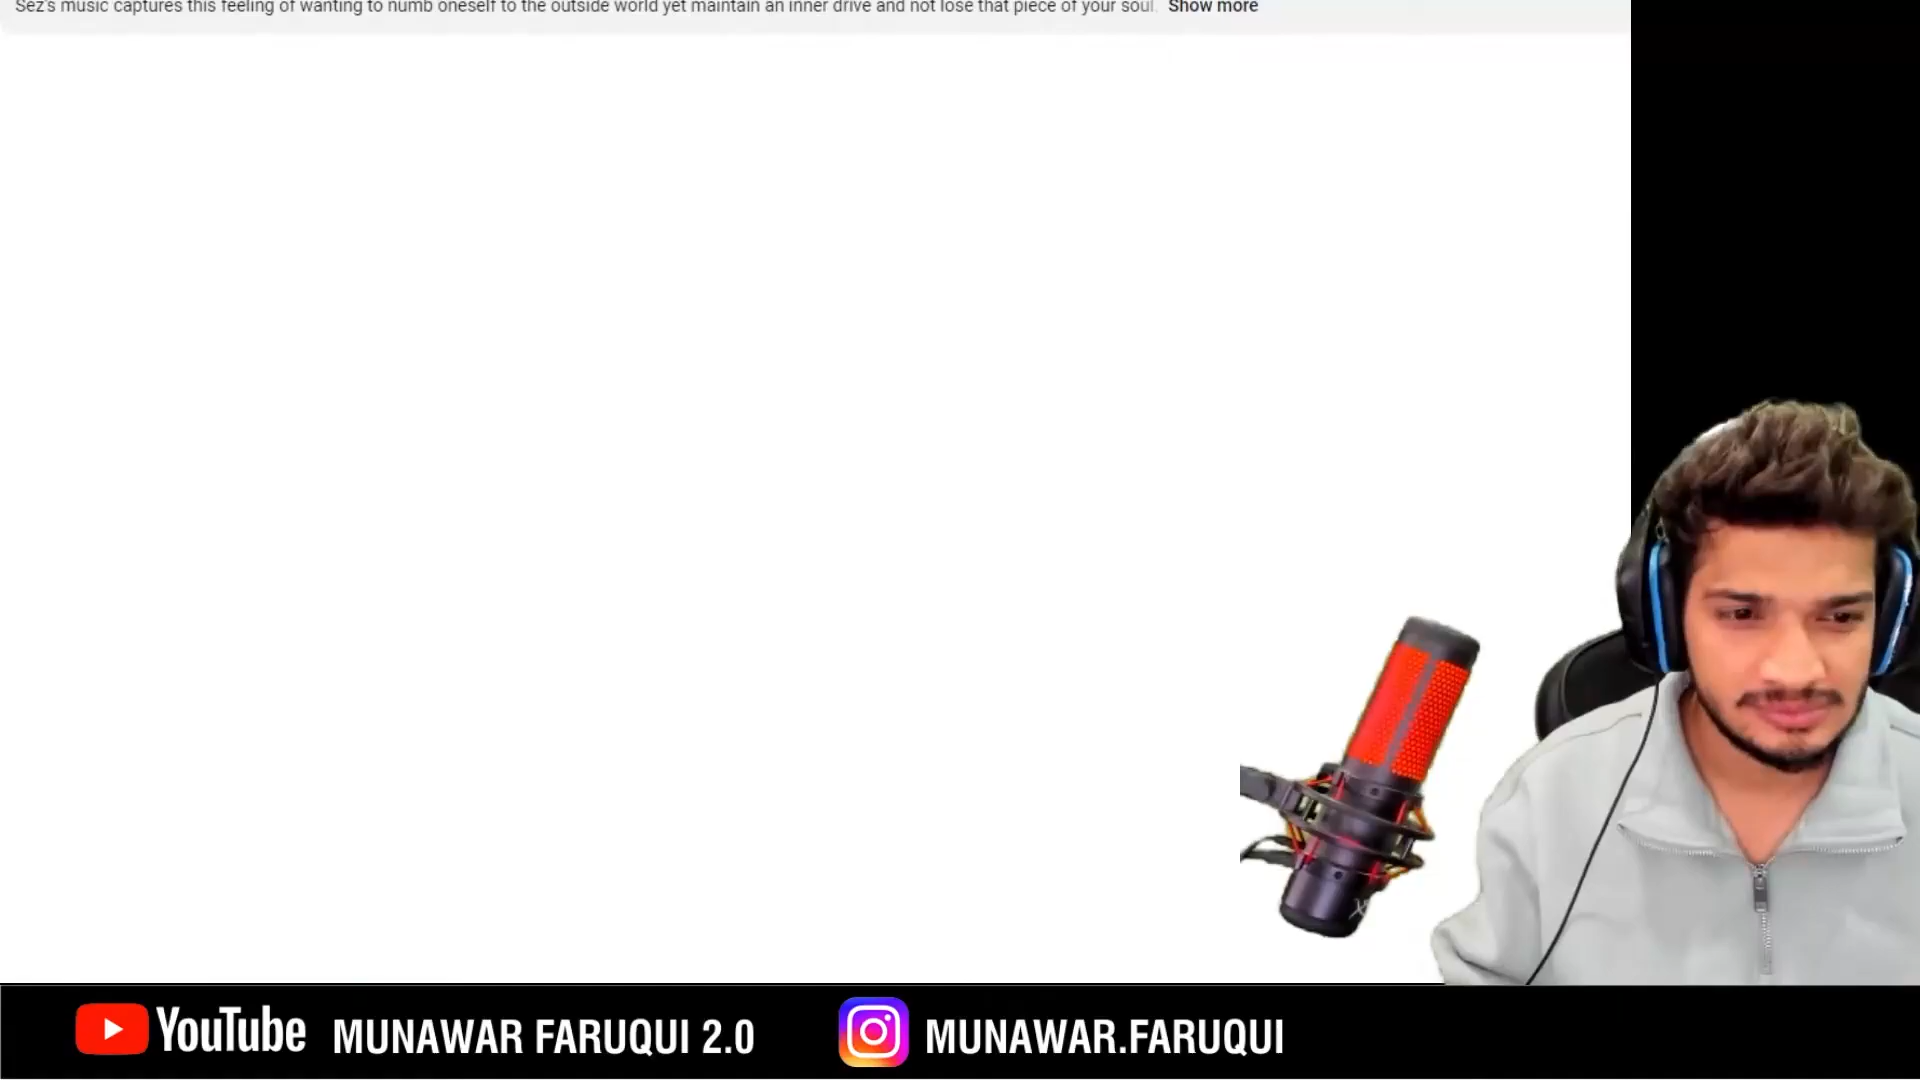 Sez's music captures this feeling of wanting to numb oneself to the outside world yet maintain an inner drive and not lose that piece of your soul. Show more
YouTube MUNAWAR FARUQUI 2.0 MUNAWAR.FARUQUI